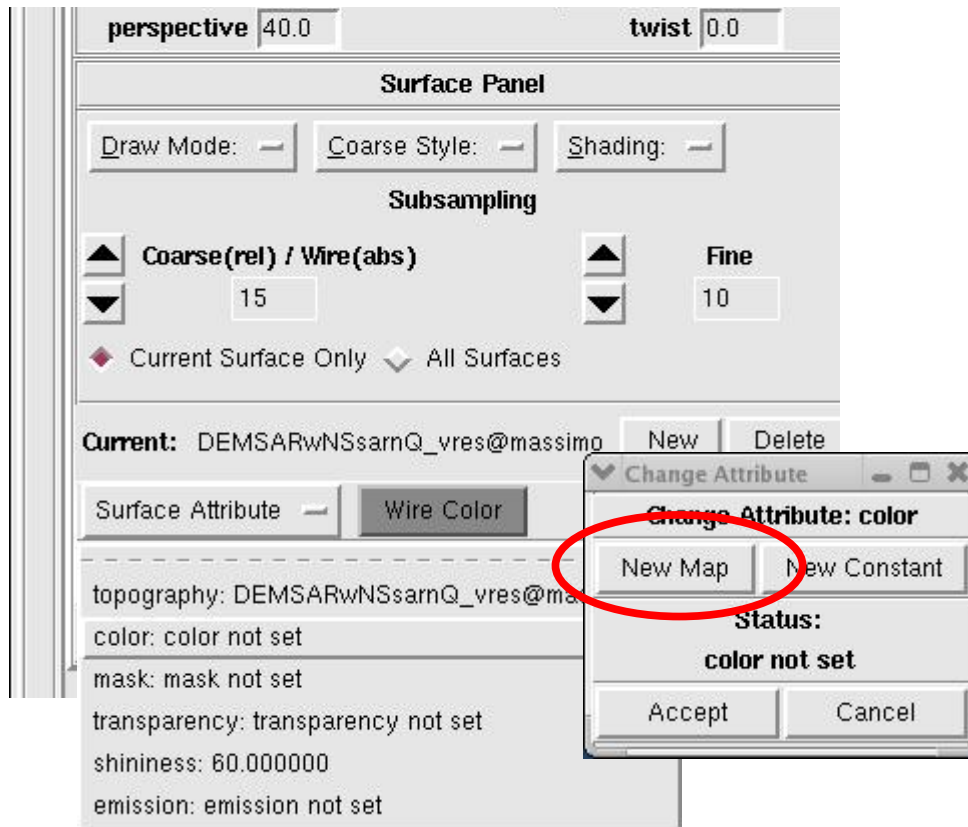 perspective 40.0 twist 0.0
Surface Panel
Draw Mode: Coarse Style: Shading:
Subsampling
Coarse(rel) / Wire(abs) Fine
15 10
Current Surface Only All Surfaces
Current: DEMSARwNSsarnQ_vres@massimo New Delete
Surface Attribute Wire Color
topography: DEMSARwNSsarnQ_vres@ma
color: color not set
mask: mask not set
transparency: transparency not set
shininess: 60.000000
emission: emission not set
Change Attribute
Change Attribute: color
New Map New Constant
Status:
color not set
Accept Cancel